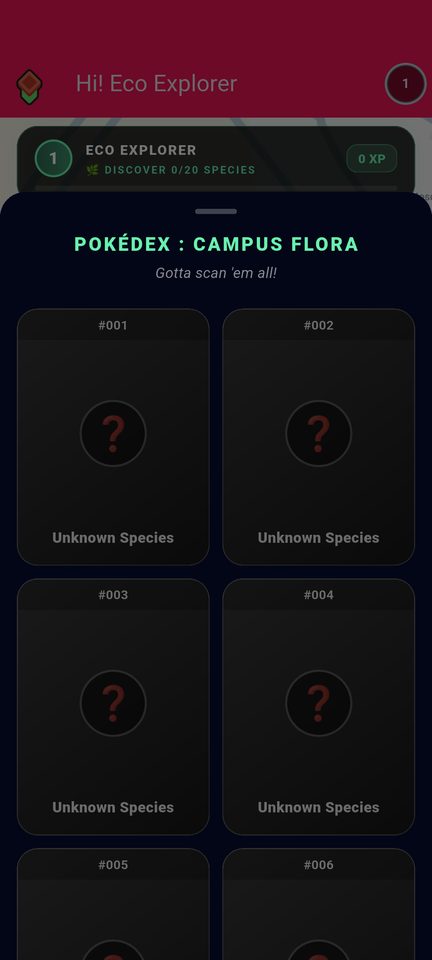 Hi! Eco Explorer
1
1
ECO EXPLORER
🌿 DISCOVER 0/20 SPECIES
0 XP
POKÉDEX : CAMPUS FLORA
Gotta scan 'em all!
#001
#002
❓
❓
Unknown Species
Unknown Species
#003
#004
❓
❓
Unknown Species
Unknown Species
#005
#006